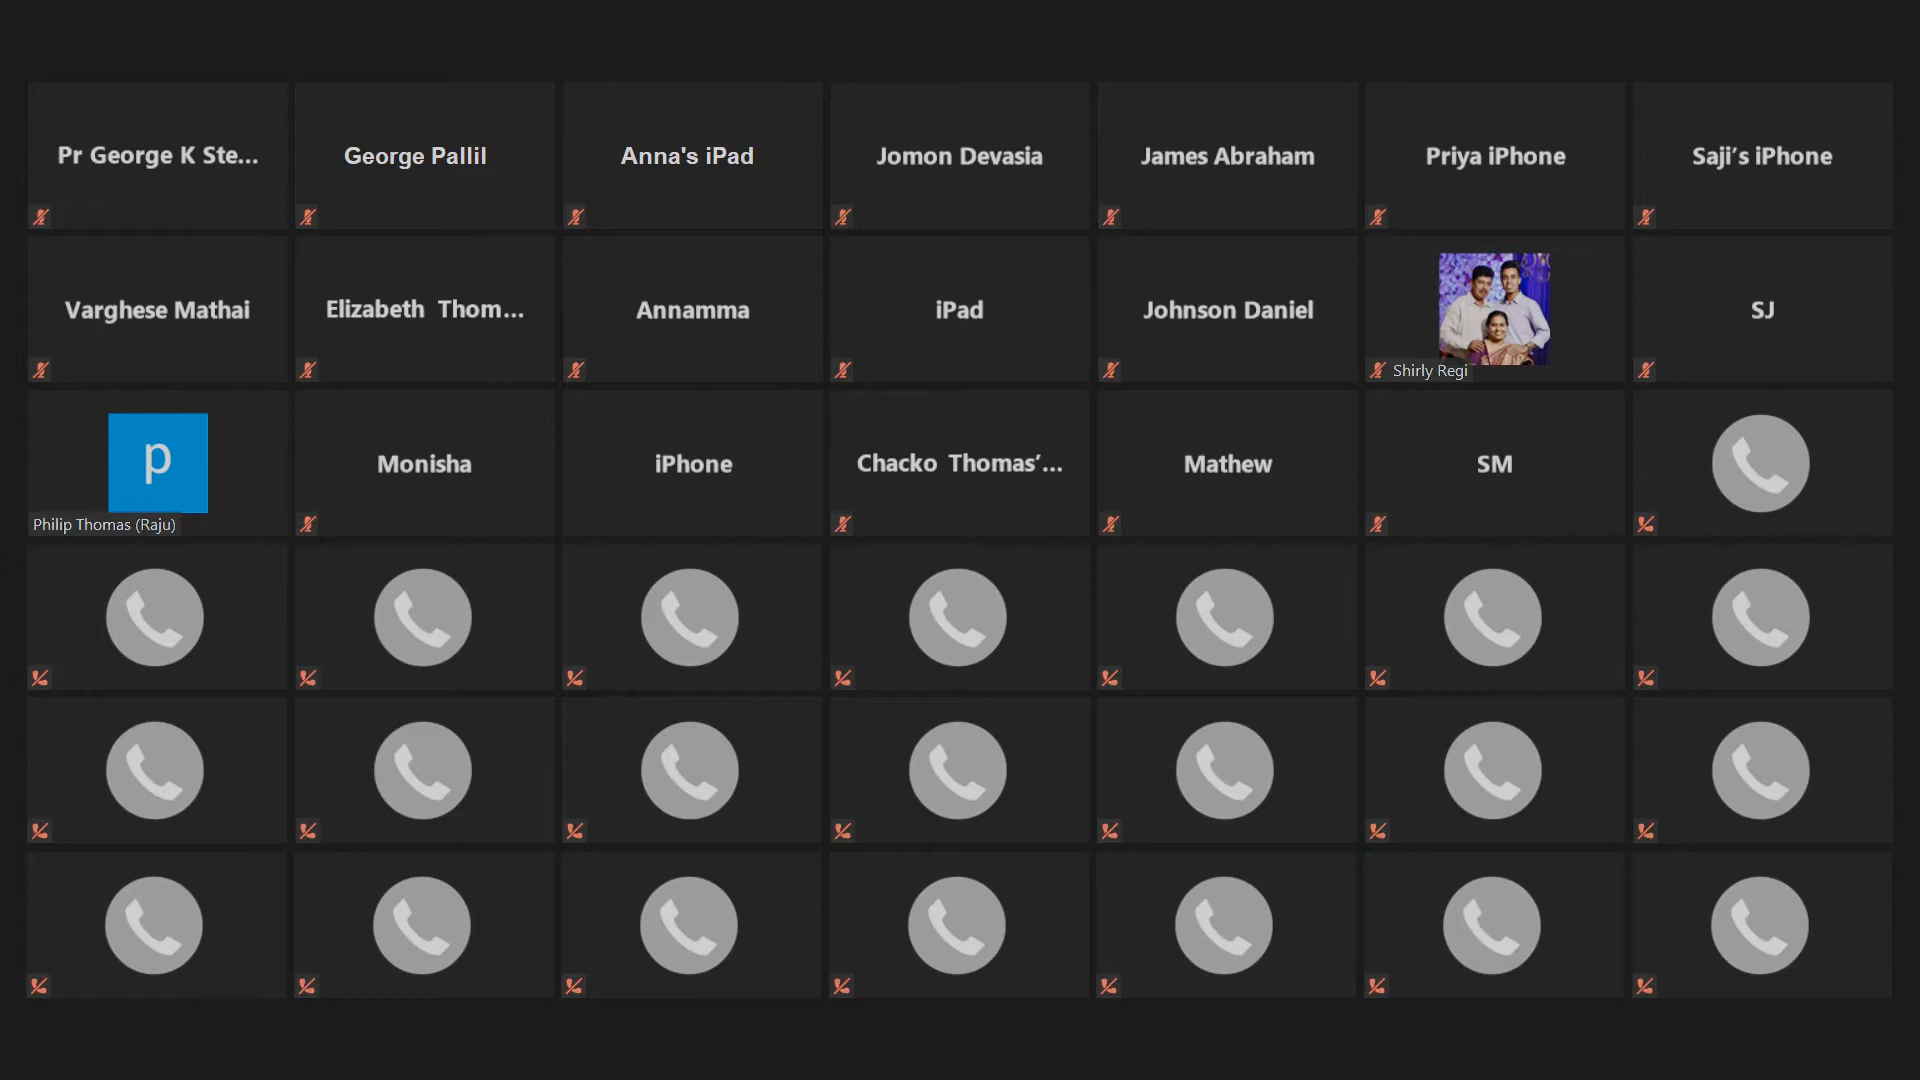 Pr George K Ste...
George Pallil
Anna's iPad
Jomon Devasia
James Abraham
Priya iPhone
Saji’s iPhone
Varghese Mathai
Elizabeth Thom...
Annamma
iPad
Johnson Daniel
Shirly Regi
SJ
p
Philip Thomas (Raju)
Monisha
iPhone
Chacko Thomas’...
Mathew
SM